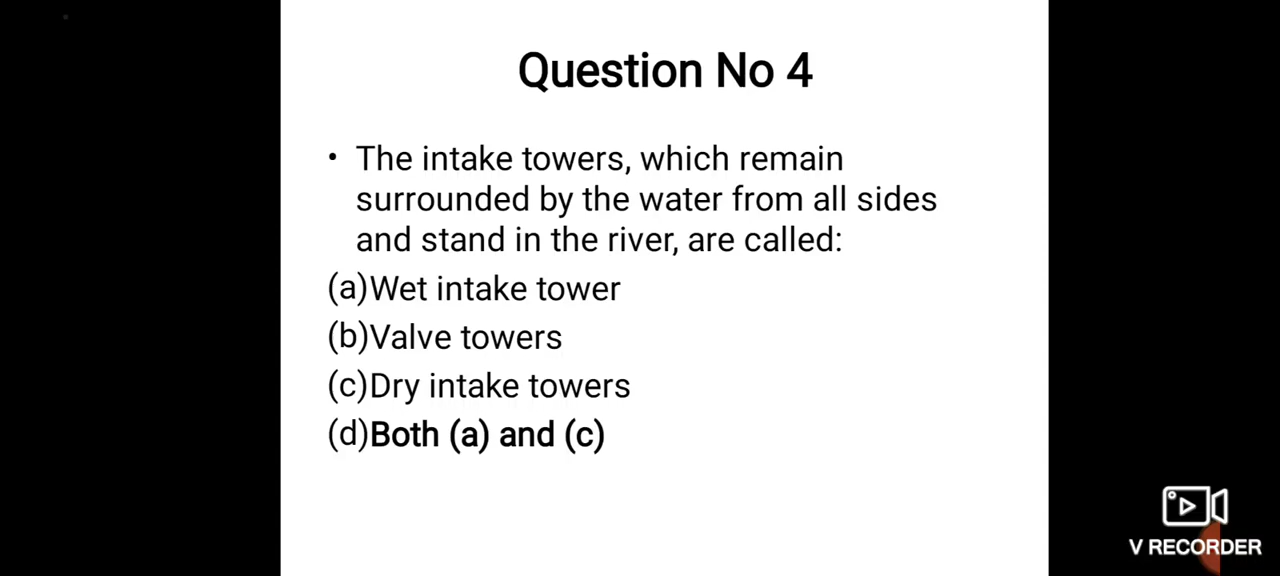 Question No 4
• The intake towers, which remain
surrounded by the water from all sides
and stand in the river, are called:
(a)Wet intake tower
(b)Valve towers
(c)Dry intake towers
(d)Both (a) and (c)
V RECORDER